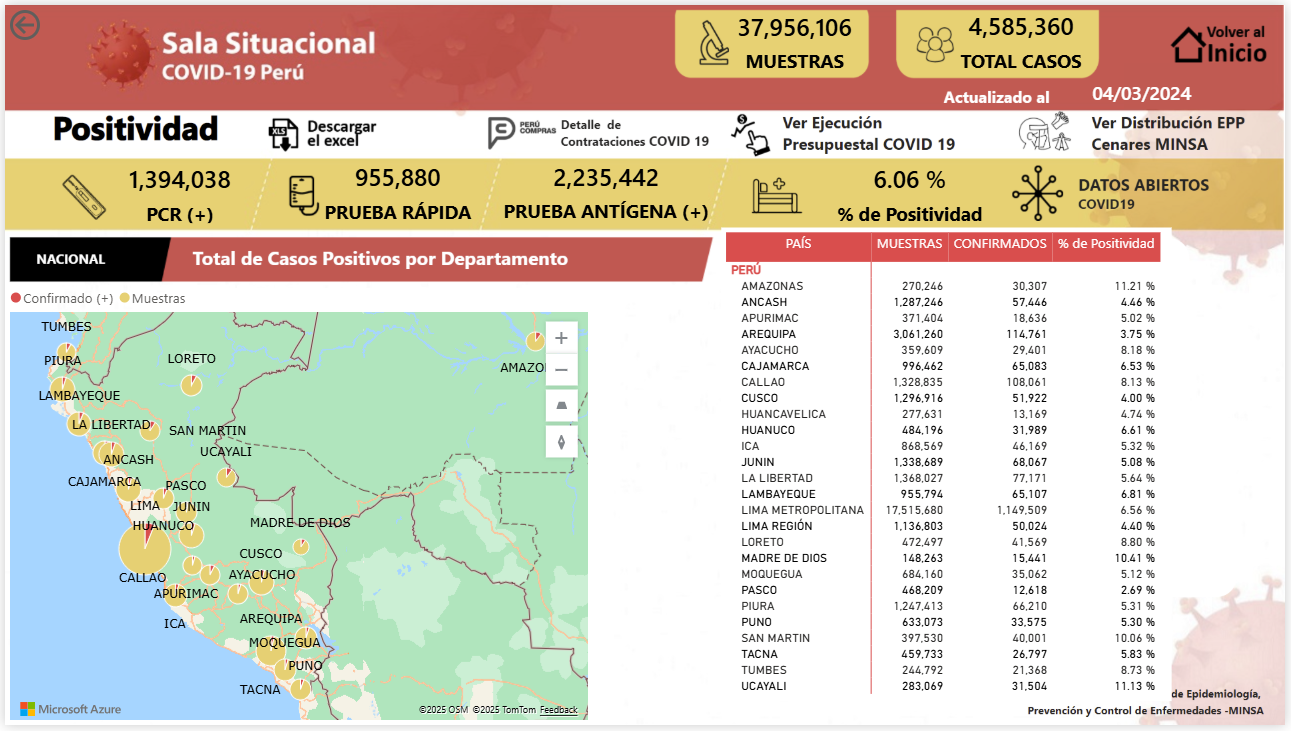 Sala Situacional
COVID-19 Perú
37,956,106
MUESTRAS
4,585,360
TOTAL CASOS
Volver al
Inicio
Actualizado al 04/03/2024
Positividad
XLS
Descargar
el excel
PERÚ
COMPRAS
Detalle de
Contrataciones COVID 19
Ver Ejecución
Presupuestal COVID 19
Ver Distribución EPP
Cenares MINSA
1,394,038
PCR (+)
955,880
PRUEBA RÁPIDA
2,235,442
PRUEBA ANTÍGENA (+)
6.06 %
% de Positividad
DATOS ABIERTOS
COVID19
NACIONAL
Total de Casos Positivos por Departamento
Confirmado (+) Muestras
TUMBES
PIURA
LORETO
AMAZO
LAMBAYEQUE
LA LIBERTAD
SAN MARTIN
UCAYALI
ANCASH
CAJAMARCA
PASCO
LIMA
JUNIN
HUANUCO
MADRE DE DIOS
CUSCO
CALLAO
AYACUCHO
APURIMAC
ICA
AREQUIPA
MOQUEGUA
PUNO
TACNA
Microsoft Azure
©2025 OSM ©2025 TomTom Feedback
PAÍS MUESTRAS CONFIRMADOS % de Positividad
PERÚ
AMAZONAS 270,246 30,307 11.21 %
ANCASH 1,287,246 57,446 4.46 %
APURIMAC 371,404 18,636 5.02 %
AREQUIPA 3,061,260 114,761 3.75 %
AYACUCHO 359,609 29,401 8.18 %
CAJAMARCA 996,462 65,083 6.53 %
CALLAO 1,328,835 108,061 8.13 %
CUSCO 1,296,916 51,922 4.00 %
HUANCAVELICA 277,631 13,169 4.74 %
HUANUCO 484,196 31,989 6.61 %
ICA 868,569 46,169 5.32 %
JUNIN 1,338,689 68,067 5.08 %
LA LIBERTAD 1,368,027 77,171 5.64 %
LAMBAYEQUE 955,794 65,107 6.81 %
LIMA METROPOLITANA 17,515,680 1,149,509 6.56 %
LIMA REGIÓN 1,136,803 50,024 4.40 %
LORETO 472,497 41,569 8.80 %
MADRE DE DIOS 148,263 15,441 10.41 %
MOQUEGUA 684,160 35,062 5.12 %
PASCO 468,209 12,618 2.69 %
PIURA 1,247,413 66,210 5.31 %
PUNO 633,073 33,575 5.30 %
SAN MARTIN 397,530 40,001 10.06 %
TACNA 459,733 26,797 5.83 %
TUMBES 244,792 21,368 8.73 %
UCAYALI 283,069 31,504 11.13 %
de Epidemiología,
Prevención y Control de Enfermedades -MINSA